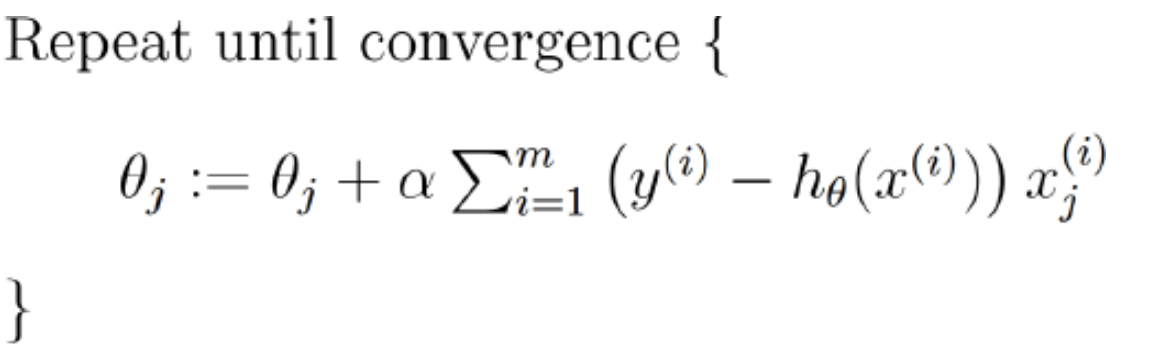 Repeat until convergence {
θ_j := θ_j + α ∑_{i=1}^{m} (y^{(i)} − h_θ(x^{(i)})) x_j^{(i)}
}